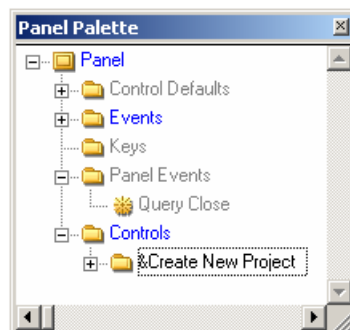 Panel Palette
Panel
Control Defaults
Events
Keys
Panel Events
Query Close
Controls
&Create New Project